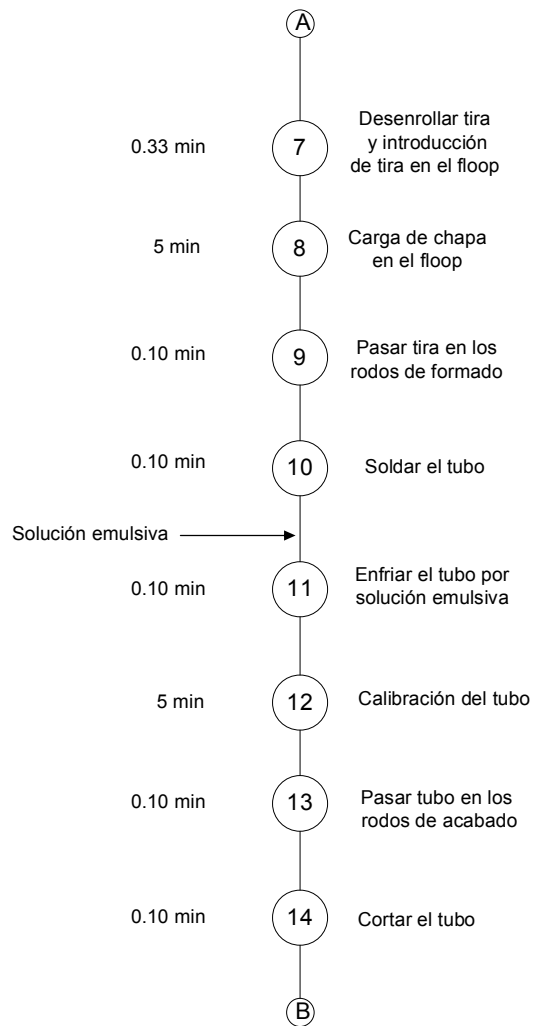 A
0.33 min
7
Desenrollar tira
y introducción
de tira en el floop
5 min
8
Carga de chapa
en el floop
0.10 min
9
Pasar tira en los
rodos de formado
0.10 min
10
Soldar el tubo
Solución emulsiva
0.10 min
11
Enfriar el tubo por
solución emulsiva
5 min
12
Calibración del tubo
0.10 min
13
Pasar tubo en los
rodos de acabado
0.10 min
14
Cortar el tubo
B